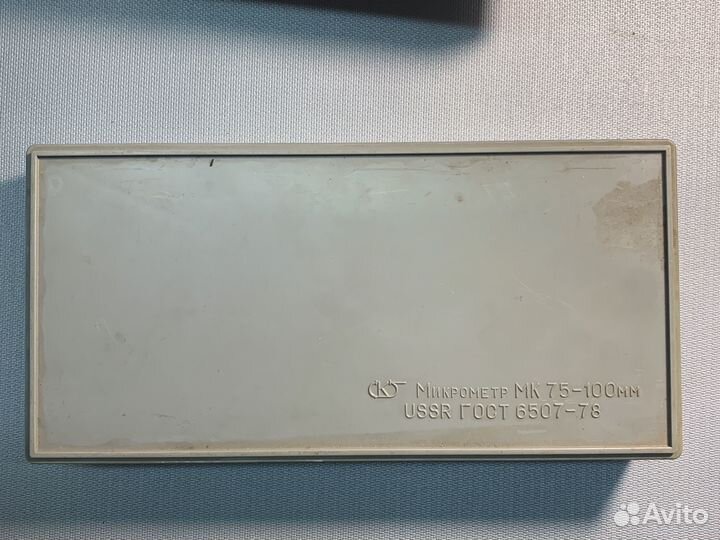 Микрометр МК 75-100мм
USSR ГОСТ 6507-78
Avito